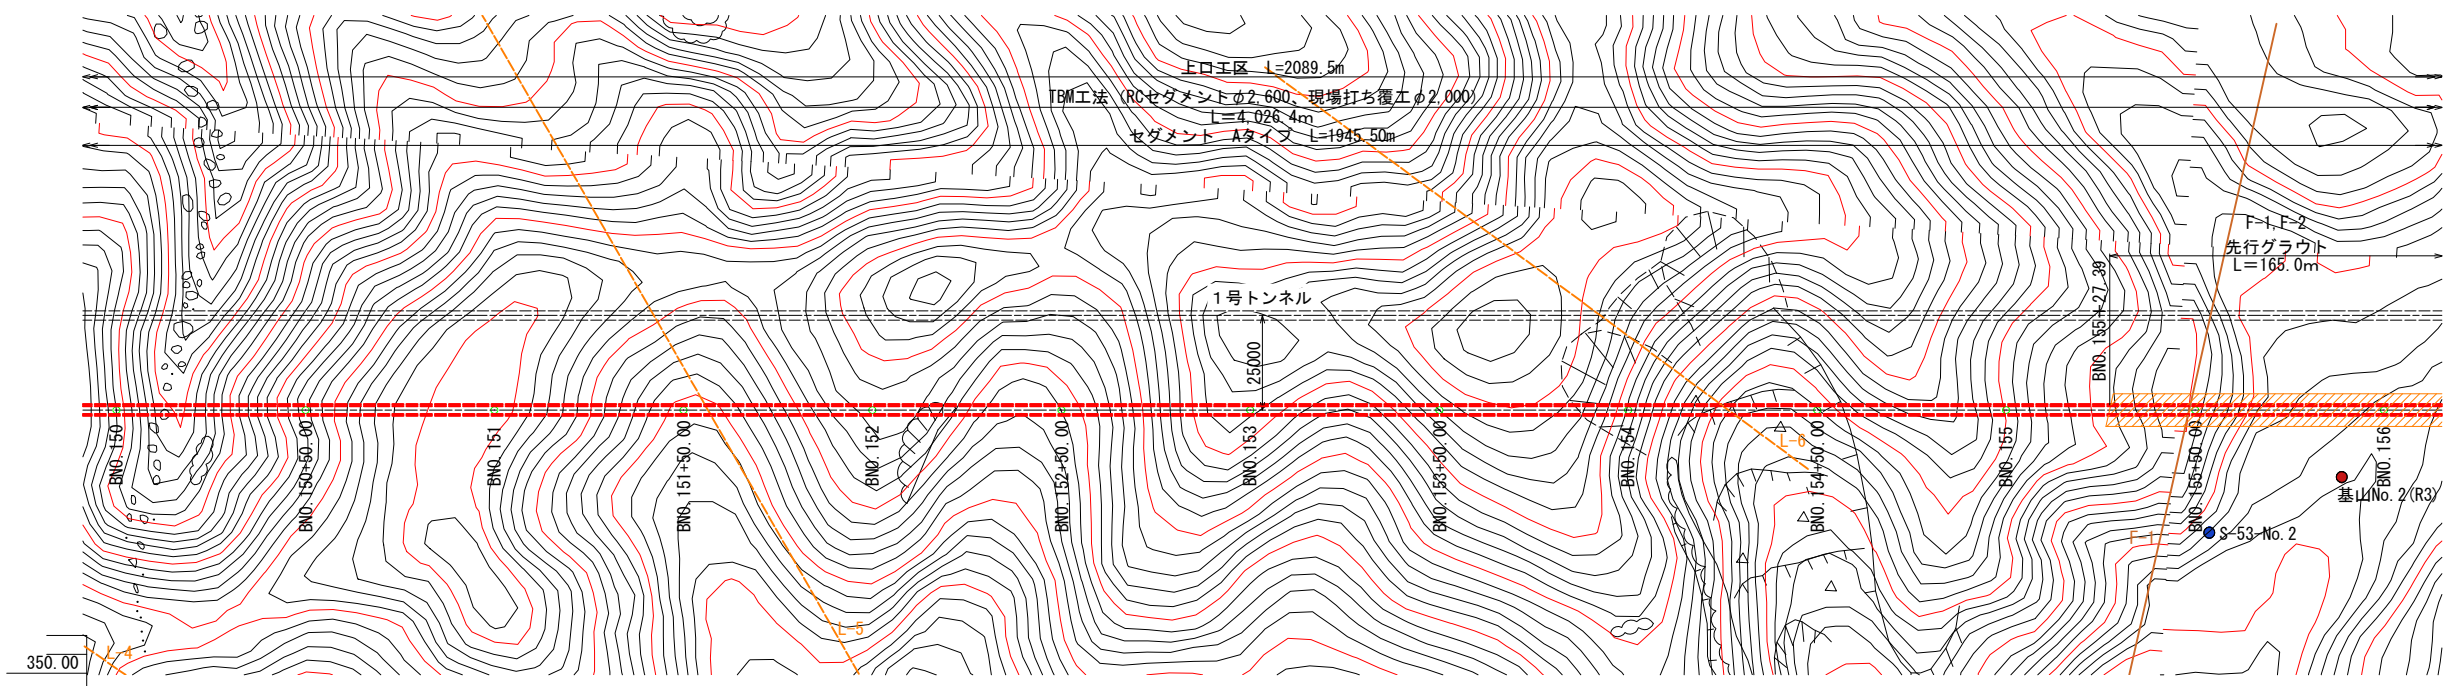 上口工区 L=2089.5m
TBM工法 (RCセグメントφ2,600、現場打ち覆工φ2,000)
L=4,026.4m
セグメント Aタイプ L=1945.50m
F-1,F-2
先行グラウト
L=165.0m
BNO.155+27.39
1号トンネル
25000
BNO.150
BNO.150+50.00
BNO.151
BNO.151+50.00
BNO.152
BNO.152+50.00
BNO.153
BNO.153+50.00
BNO.154
BNO.154+50.00
BNO.155
BNO.155+50.00
BNO.156
L-6
基山No.2(R3)
S-53-No.2
F-1
L-5
L-4
350.00